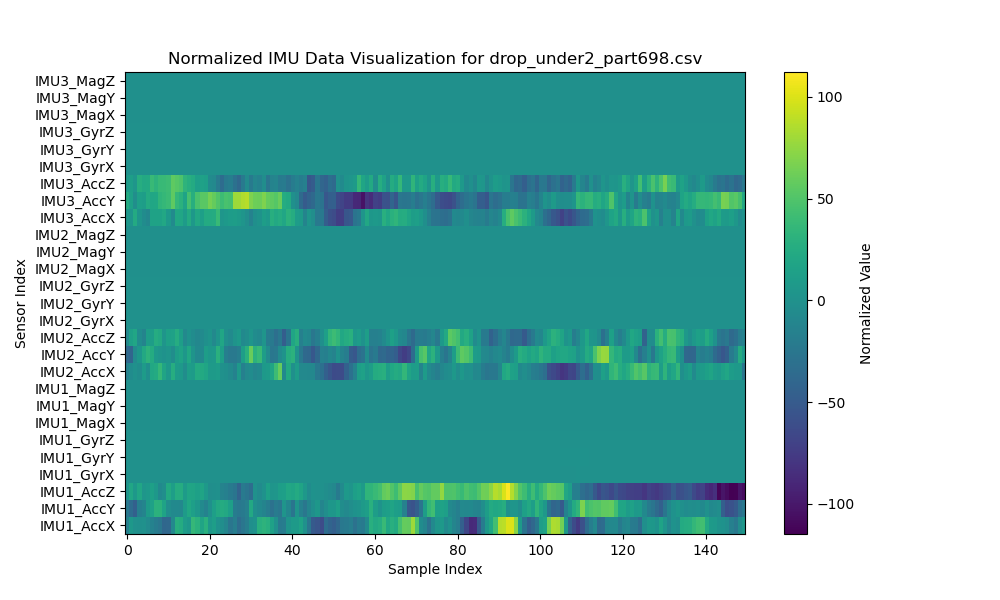 Normalized IMU Data Visualization for drop_under2_part698.csv
IMU3_MagZ
IMU3_MagY
IMU3_MagX
IMU3_GyrZ
IMU3_GyrY
IMU3_GyrX
IMU3_AccZ
IMU3_AccY
IMU3_AccX
IMU2_MagZ
IMU2_MagY
IMU2_MagX
IMU2_GyrZ
IMU2_GyrY
IMU2_GyrX
IMU2_AccZ
IMU2_AccY
IMU2_AccX
IMU1_MagZ
IMU1_MagY
IMU1_MagX
IMU1_GyrZ
IMU1_GyrY
IMU1_GyrX
IMU1_AccZ
IMU1_AccY
IMU1_AccX
Sensor Index
0 20 40 60 80 100 120 140
Sample Index
100
50
0
−50
−100
Normalized Value